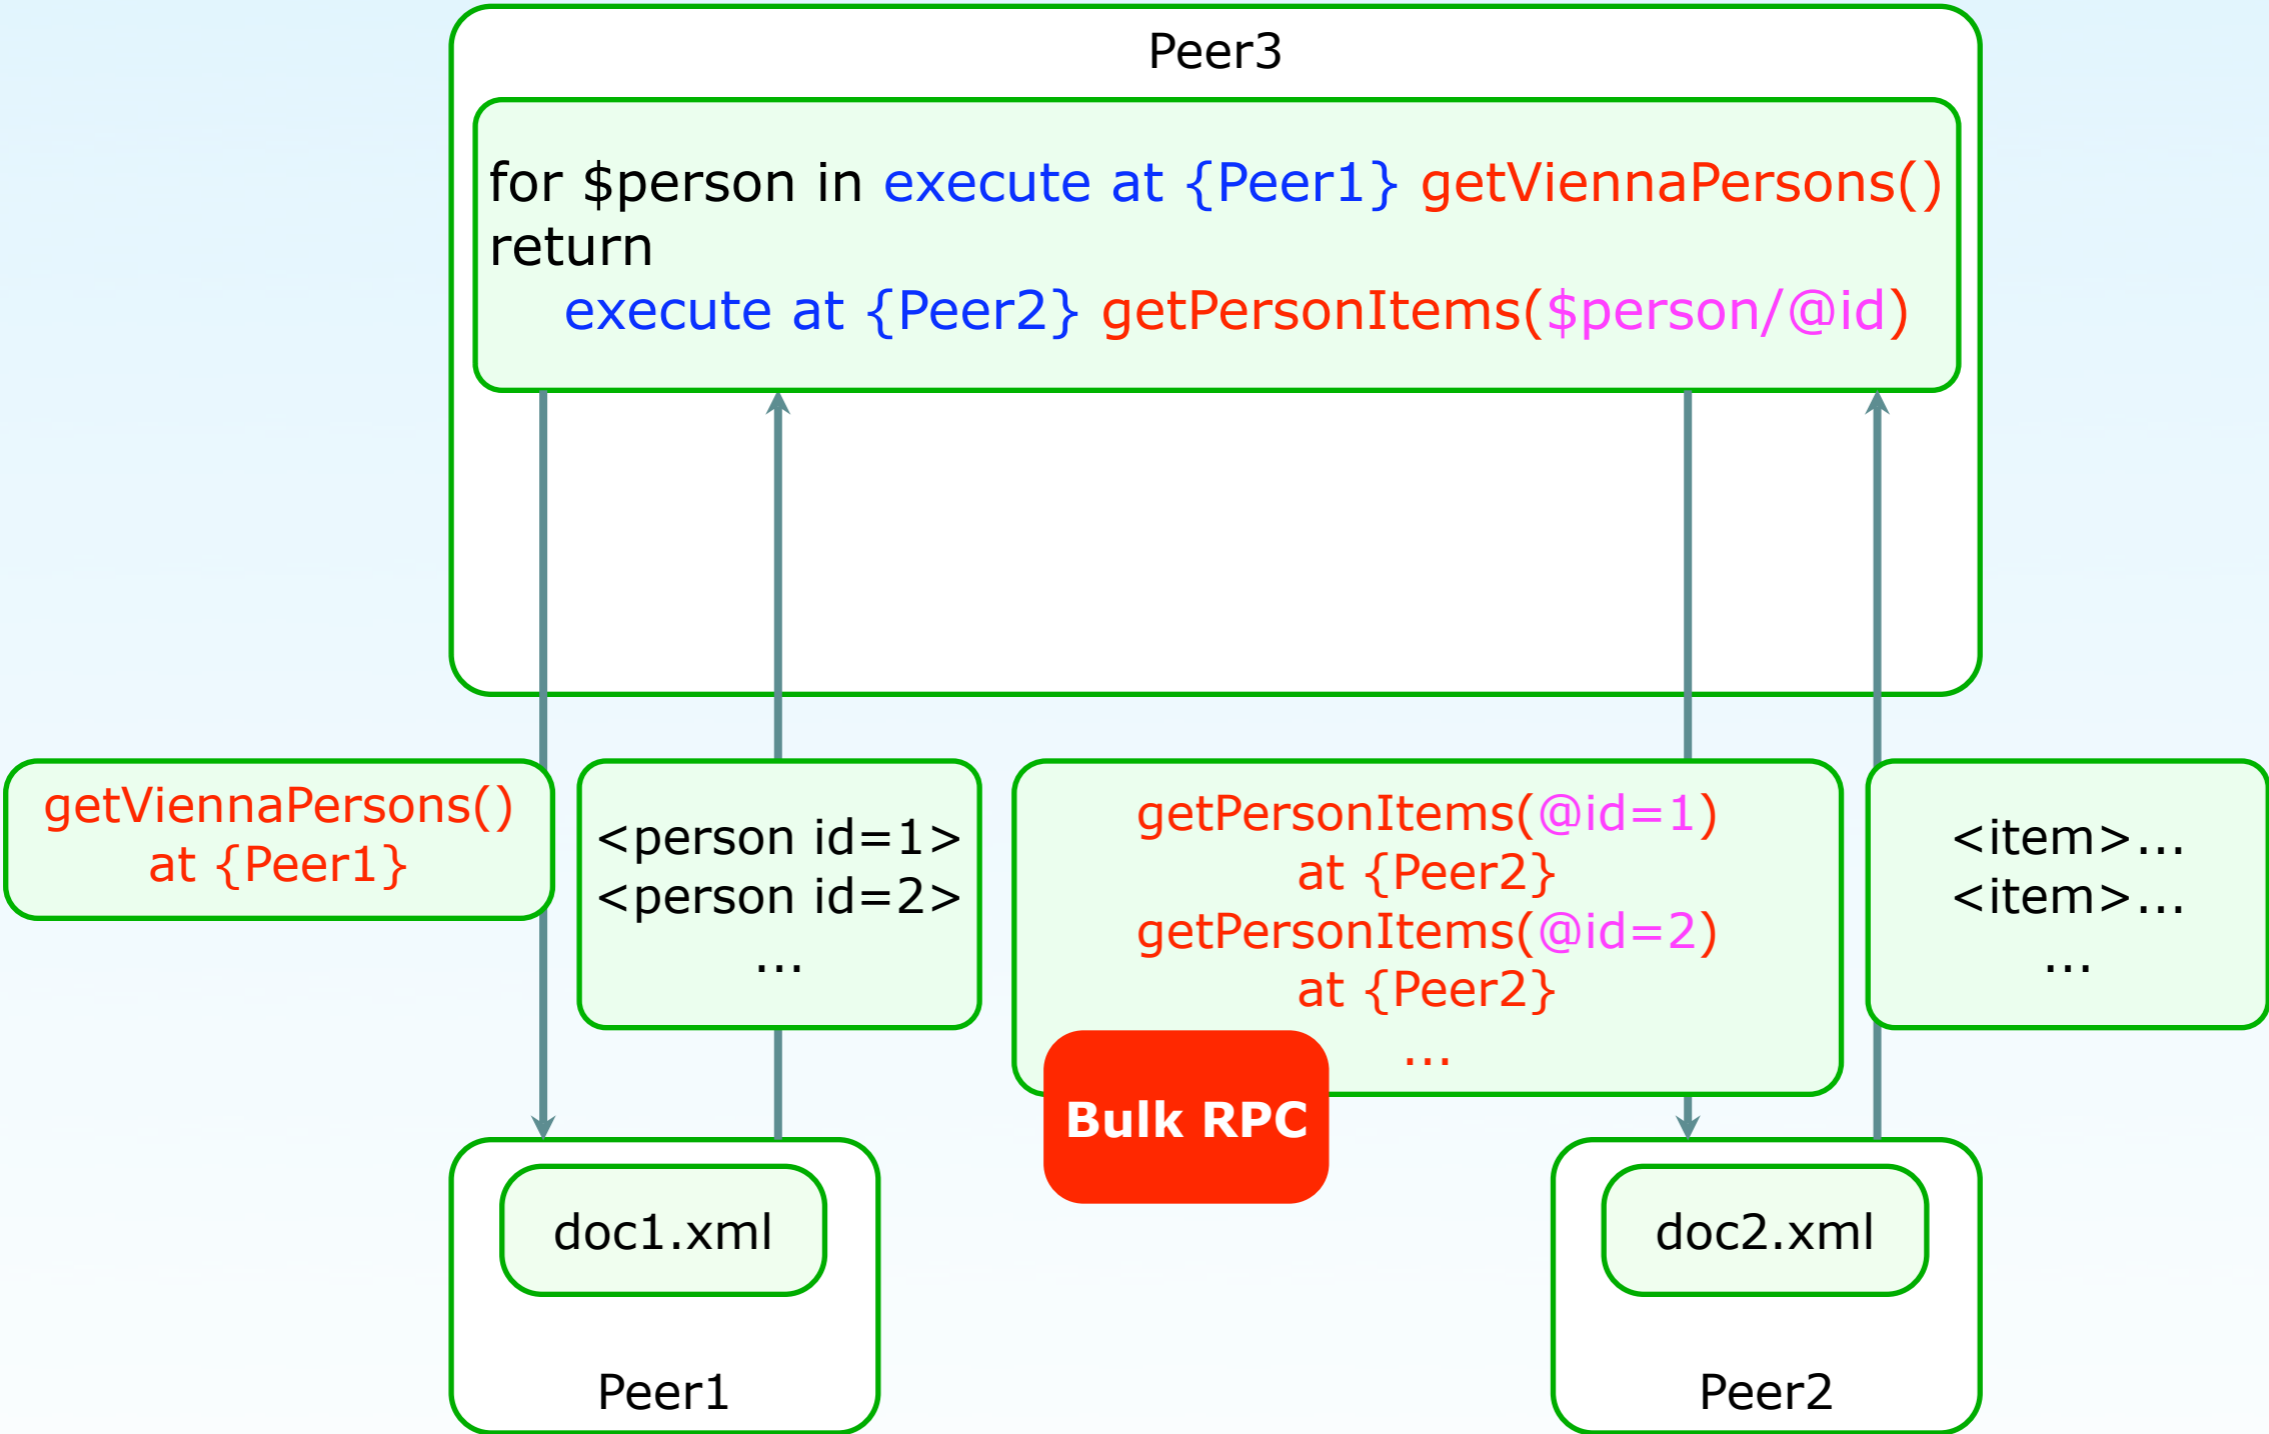 Peer3
for $person in execute at {Peer1} getViennaPersons()
return
execute at {Peer2} getPersonItems($person/@id)
getViennaPersons()
at {Peer1}
<person id=1>
<person id=2>
...
getPersonItems(@id=1)
at {Peer2}
getPersonItems(@id=2)
at {Peer2}
...
Bulk RPC
<item>...
<item>...
...
doc1.xml
Peer1
doc2.xml
Peer2